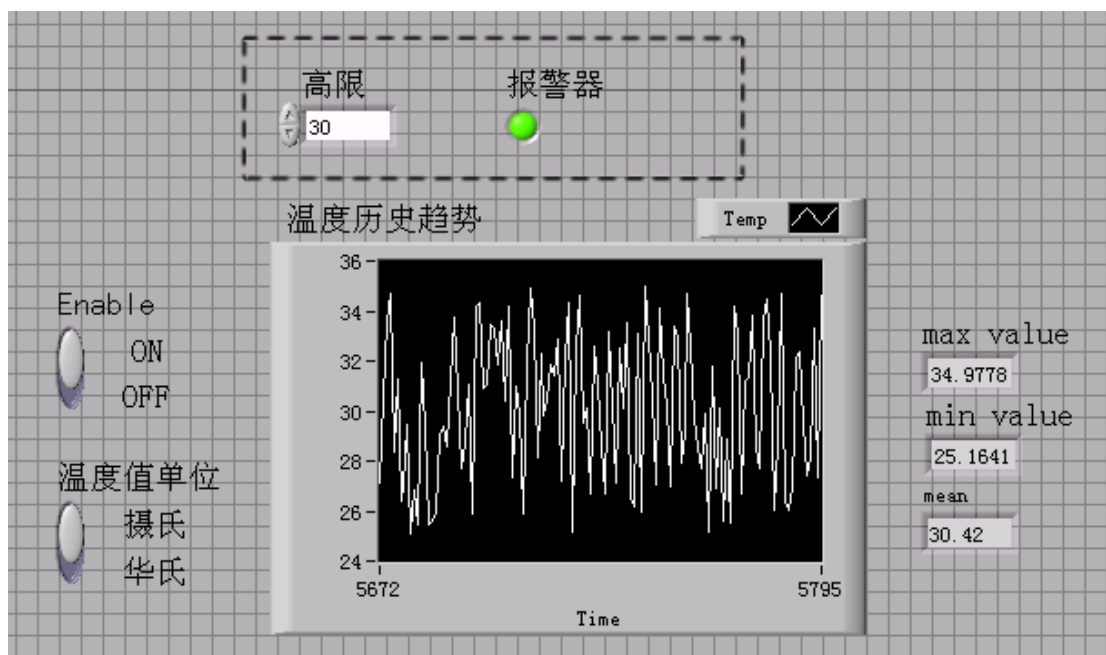 高限
报警器
30
温度历史趋势
Temp
36
34
32
30
28
26
24
5672
5795
Time
Enable
ON
OFF
温度值单位
摄氏
华氏
max value
34.9778
min value
25.1641
mean
30.42